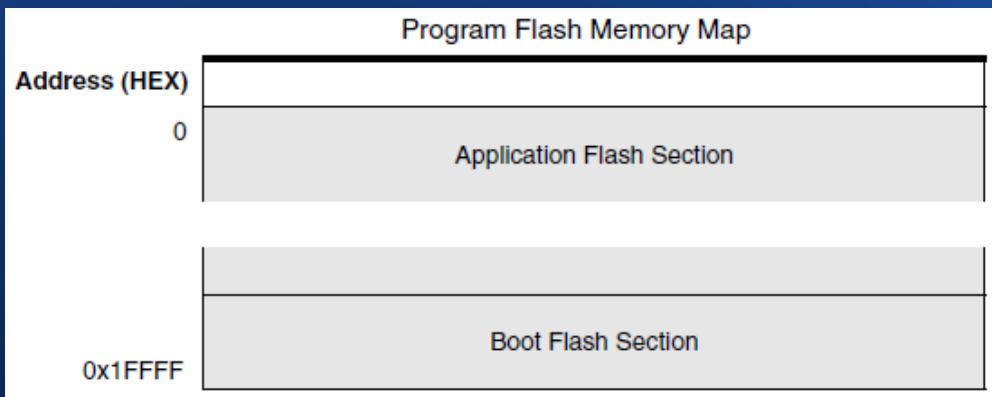 Program Flash Memory Map
Address (HEX)
0
Application Flash Section
Boot Flash Section
0x1FFFF